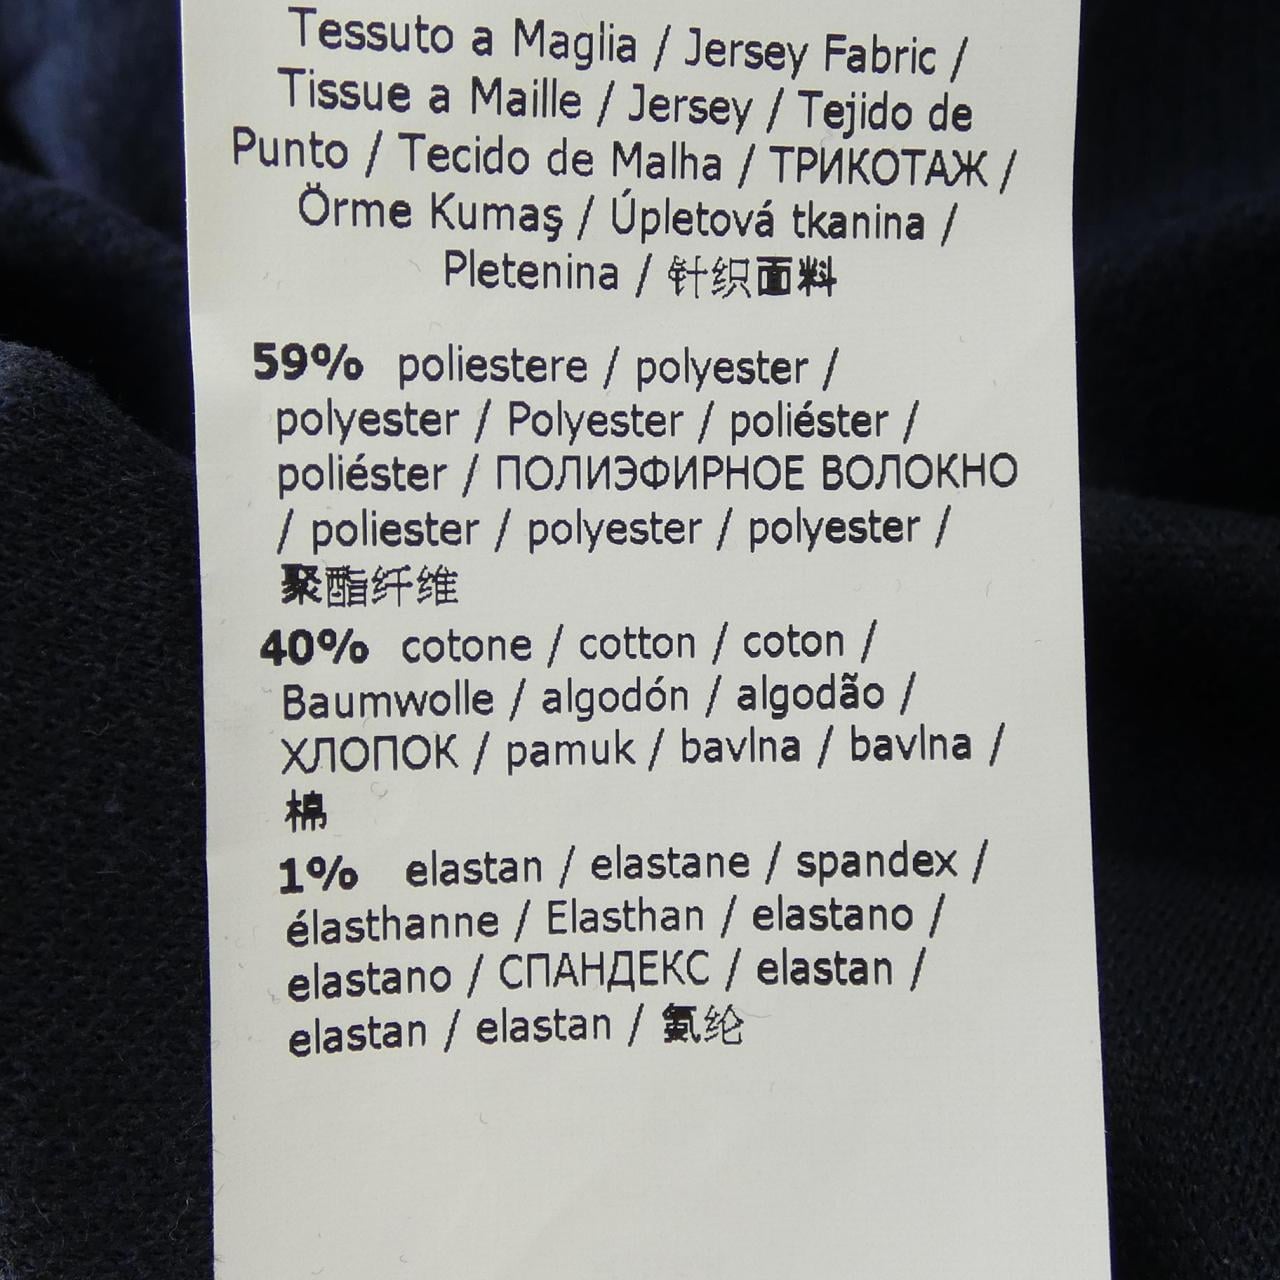 Tessuto a Maglia / Jersey Fabric /
Tissue a Maille / Jersey / Tejido de
Punto / Tecido de Malha / ТРИКОТАЖ /
Örme Kumaş / Úpletová tkanina /
Pletenina / 针织面料
59% poliestere / polyester /
polyester / Polyester / poliéster /
poliéster / ПОЛИЭФИРНОЕ ВОЛОКНО
/ poliester / polyester / polyester /
聚酯纤维
40% cotone / cotton / coton /
Baumwolle / algodón / algodão /
ХЛОПОК / pamuk / bavlna / bavlna /
棉
1% elastan / elastane / spandex /
élasthanne / Elasthan / elastano /
elastano / СПАНДЕКС / elastan /
elastan / elastan / 氨纶